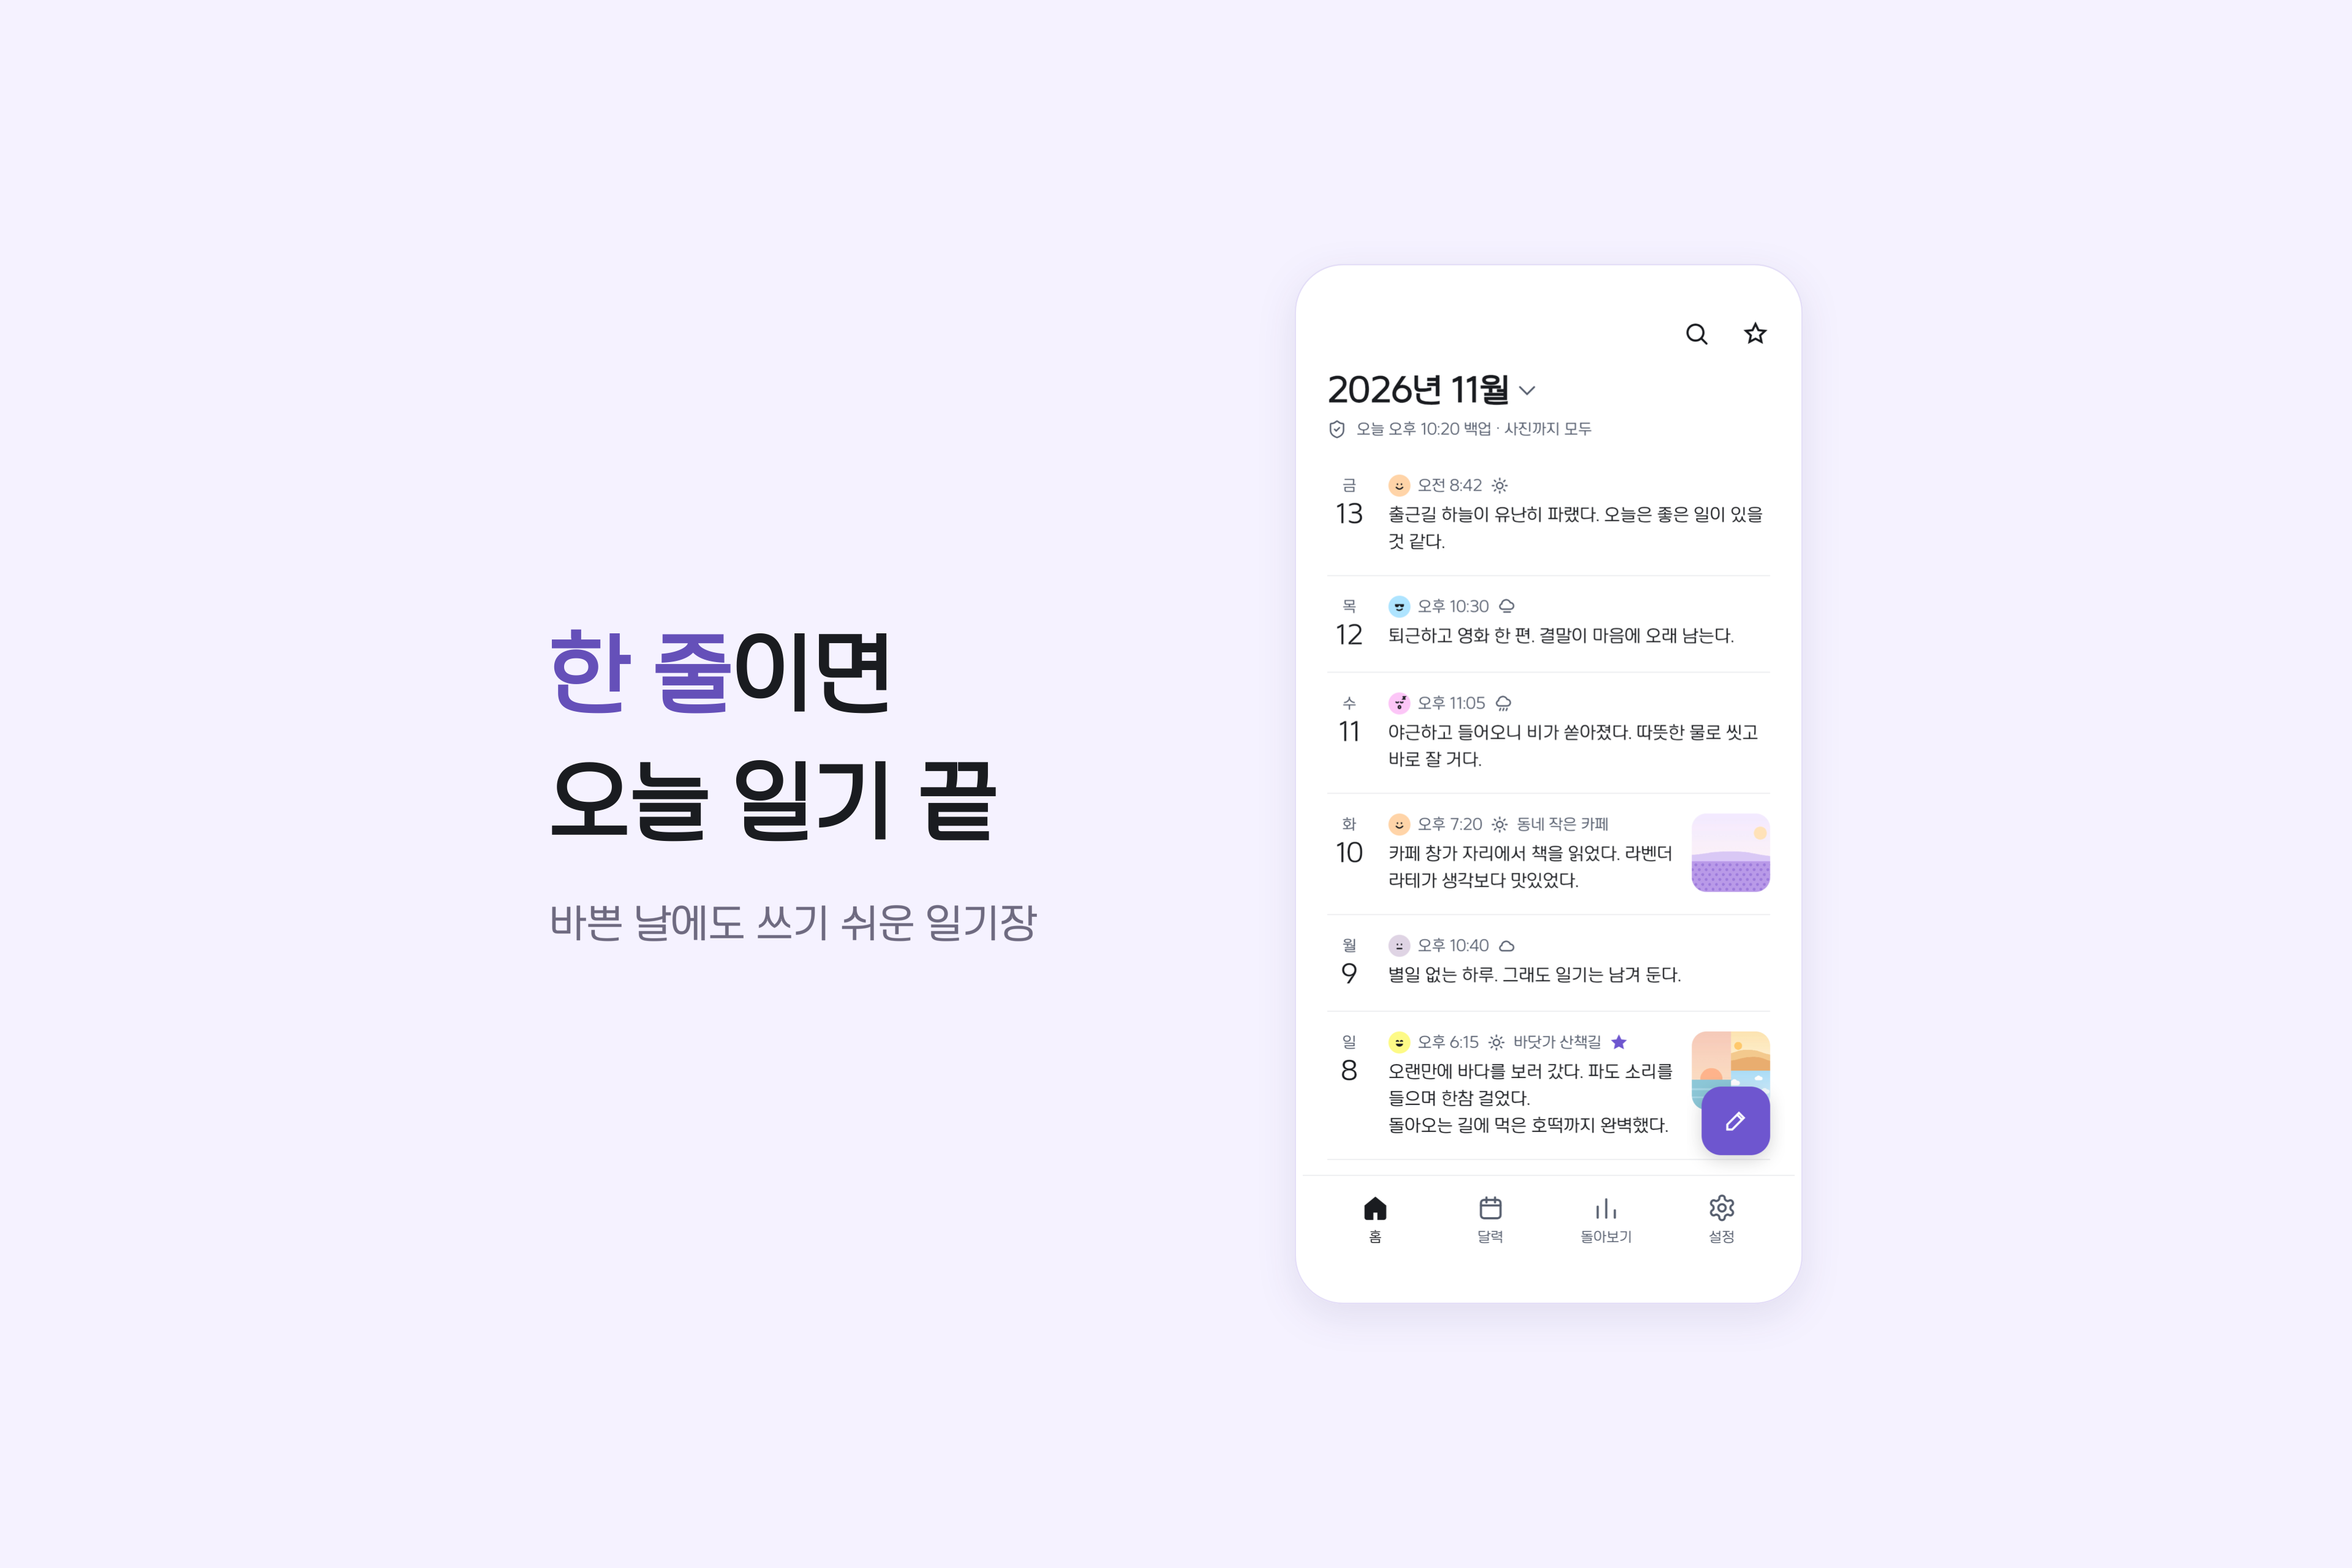 한 줄이면
오늘 일기 끝
바쁜 날에도 쓰기 쉬운 일기장
2026년 11월
오늘 오후 10:20 백업 · 사진까지 모두
금
13
오전 8:42
출근길 하늘이 유난히 파랬다. 오늘은 좋은 일이 있을
것 같다.
목
12
오후 10:30
퇴근하고 영화 한 편. 결말이 마음에 오래 남는다.
수
11
오후 11:05
야근하고 들어오니 비가 쏟아졌다. 따뜻한 물로 씻고
바로 잘 거다.
화
10
오후 7:20 동네 작은 카페
카페 창가 자리에서 책을 읽었다. 라벤더
라테가 생각보다 맛있었다.
월
9
오후 10:40
별일 없는 하루. 그래도 일기는 남겨 둔다.
일
8
오후 6:15 바닷가 산책길
오랜만에 바다를 보러 갔다. 파도 소리를
들으며 한참 걸었다.
돌아오는 길에 먹은 호떡까지 완벽했다.
홈 달력 돌아보기 설정